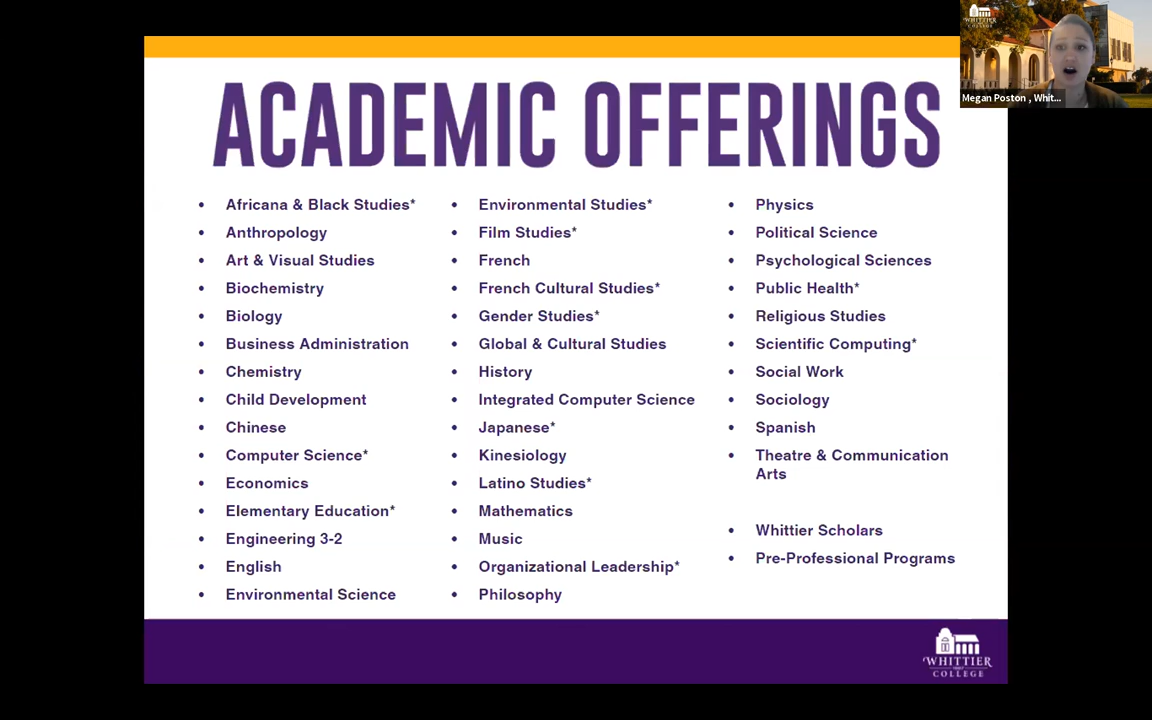 WHITTIER
COLLEGE
Megan Poston , Whit...
ACADEMIC OFFERINGS
• Africana & Black Studies*
• Anthropology
• Art & Visual Studies
• Biochemistry
• Biology
• Business Administration
• Chemistry
• Child Development
• Chinese
• Computer Science*
• Economics
• Elementary Education*
• Engineering 3-2
• English
• Environmental Science
• Environmental Studies*
• Film Studies*
• French
• French Cultural Studies*
• Gender Studies*
• Global & Cultural Studies
• History
• Integrated Computer Science
• Japanese*
• Kinesiology
• Latino Studies*
• Mathematics
• Music
• Organizational Leadership*
• Philosophy
• Physics
• Political Science
• Psychological Sciences
• Public Health*
• Religious Studies
• Scientific Computing*
• Social Work
• Sociology
• Spanish
• Theatre & Communication
Arts
• Whittier Scholars
• Pre-Professional Programs
WHITTIER
COLLEGE